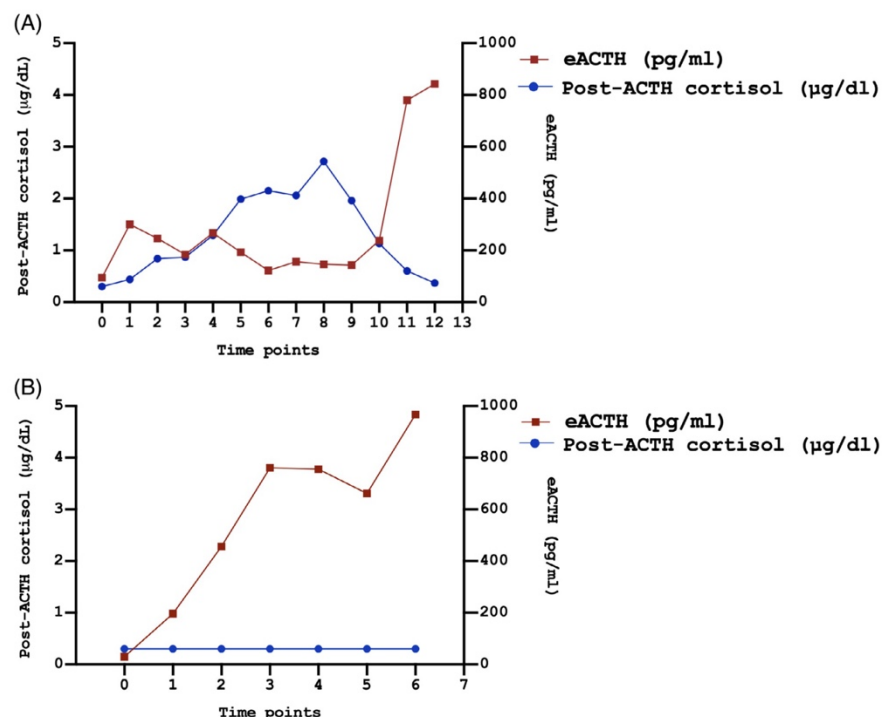 (A)
5
4
3
2
1
0
Post-ACTH cortisol (µg/dL)
1000
800
600
400
200
0
eACTH (pg/ml)
0 1 2 3 4 5 6 7 8 9 10 11 12 13
Time points
eACTH (pg/ml)
Post-ACTH cortisol (µg/dl)
(B)
5
4
3
2
1
0
Post-ACTH cortisol (µg/dL)
1000
800
600
400
200
0
eACTH (pg/ml)
0 1 2 3 4 5 6 7
Time points
eACTH (pg/ml)
Post-ACTH cortisol (µg/dl)